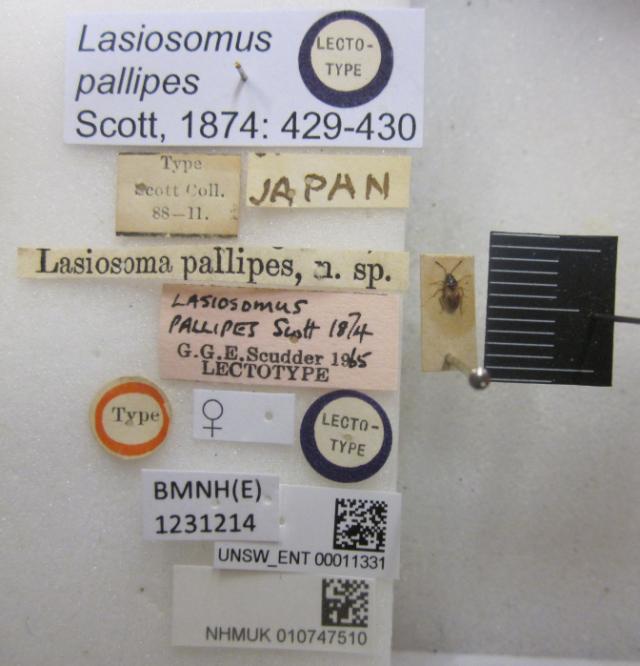 Lasiosomus
pallipes
Scott, 1874: 429-430
LECTO-
TYPE
Type
Scott Coll.
88—11.
JAPAN
Lasiosoma pallipes, n. sp.
LASIOSOMUS
PALLIPES Scott 1874
G.G.E.Scudder 1965
LECTOTYPE
Type
♀
LECTO-
TYPE
BMNH(E)
1231214
UNSW_ENT 00011331
NHMUK 010747510